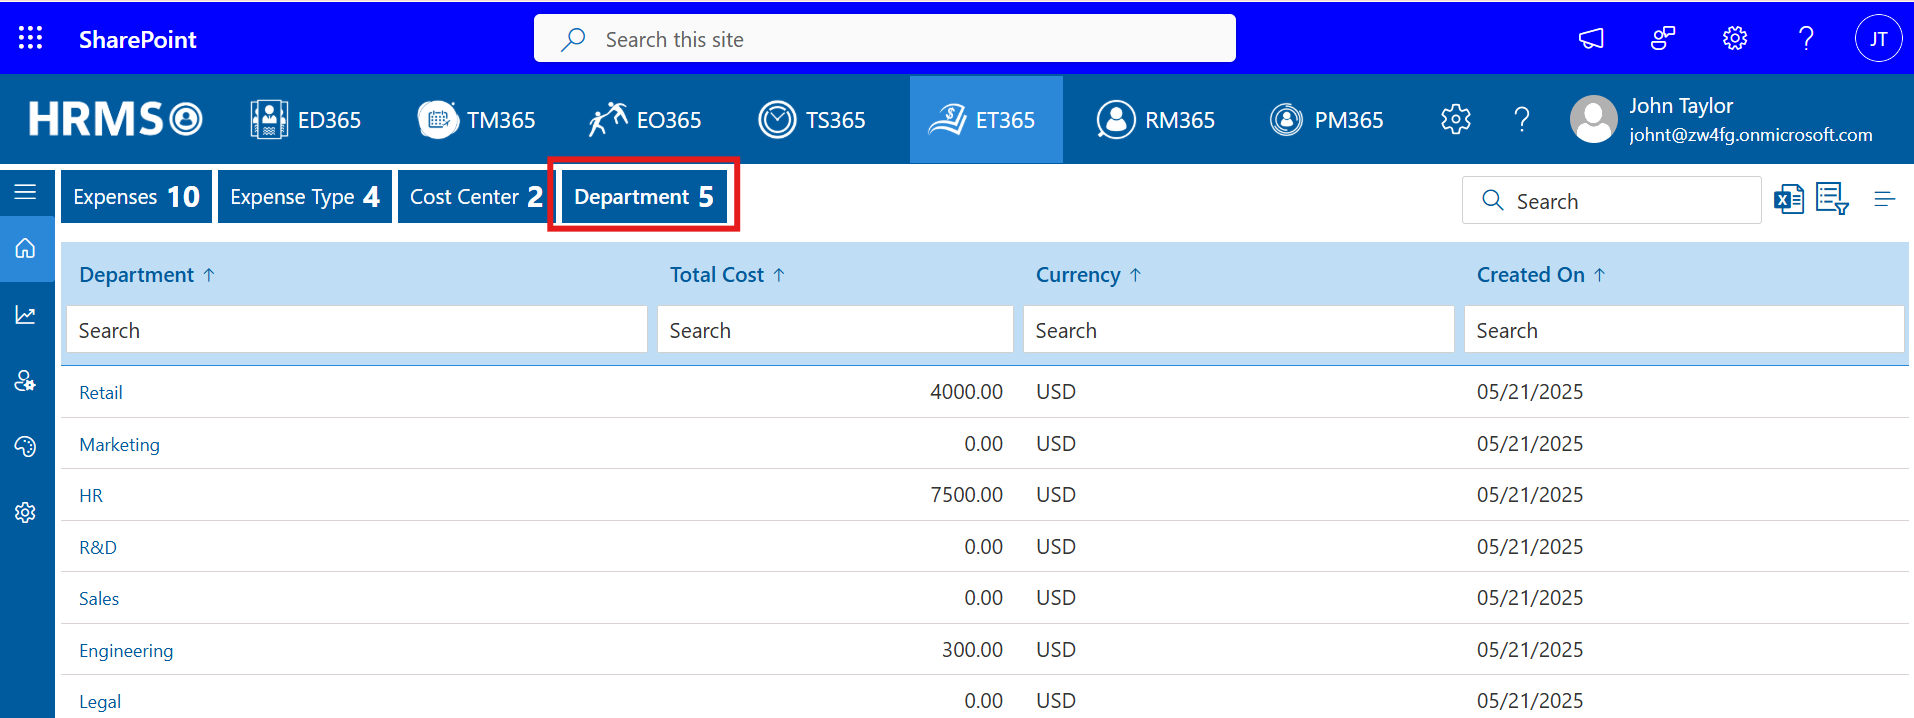 SharePoint
Search this site
JT
HRMS
ED365
TM365
EO365
TS365
ET365
RM365
PM365
?
John Taylor
johnt@zw4fg.onmicrosoft.com
Expenses 10
Expense Type 4
Cost Center 2
Department 5
Search
Department ↑ Total Cost ↑ Currency ↑ Created On ↑
Search Search Search Search
Retail 4000.00 USD 05/21/2025
Marketing 0.00 USD 05/21/2025
HR 7500.00 USD 05/21/2025
R&D 0.00 USD 05/21/2025
Sales 0.00 USD 05/21/2025
Engineering 300.00 USD 05/21/2025
Legal 0.00 USD 05/21/2025